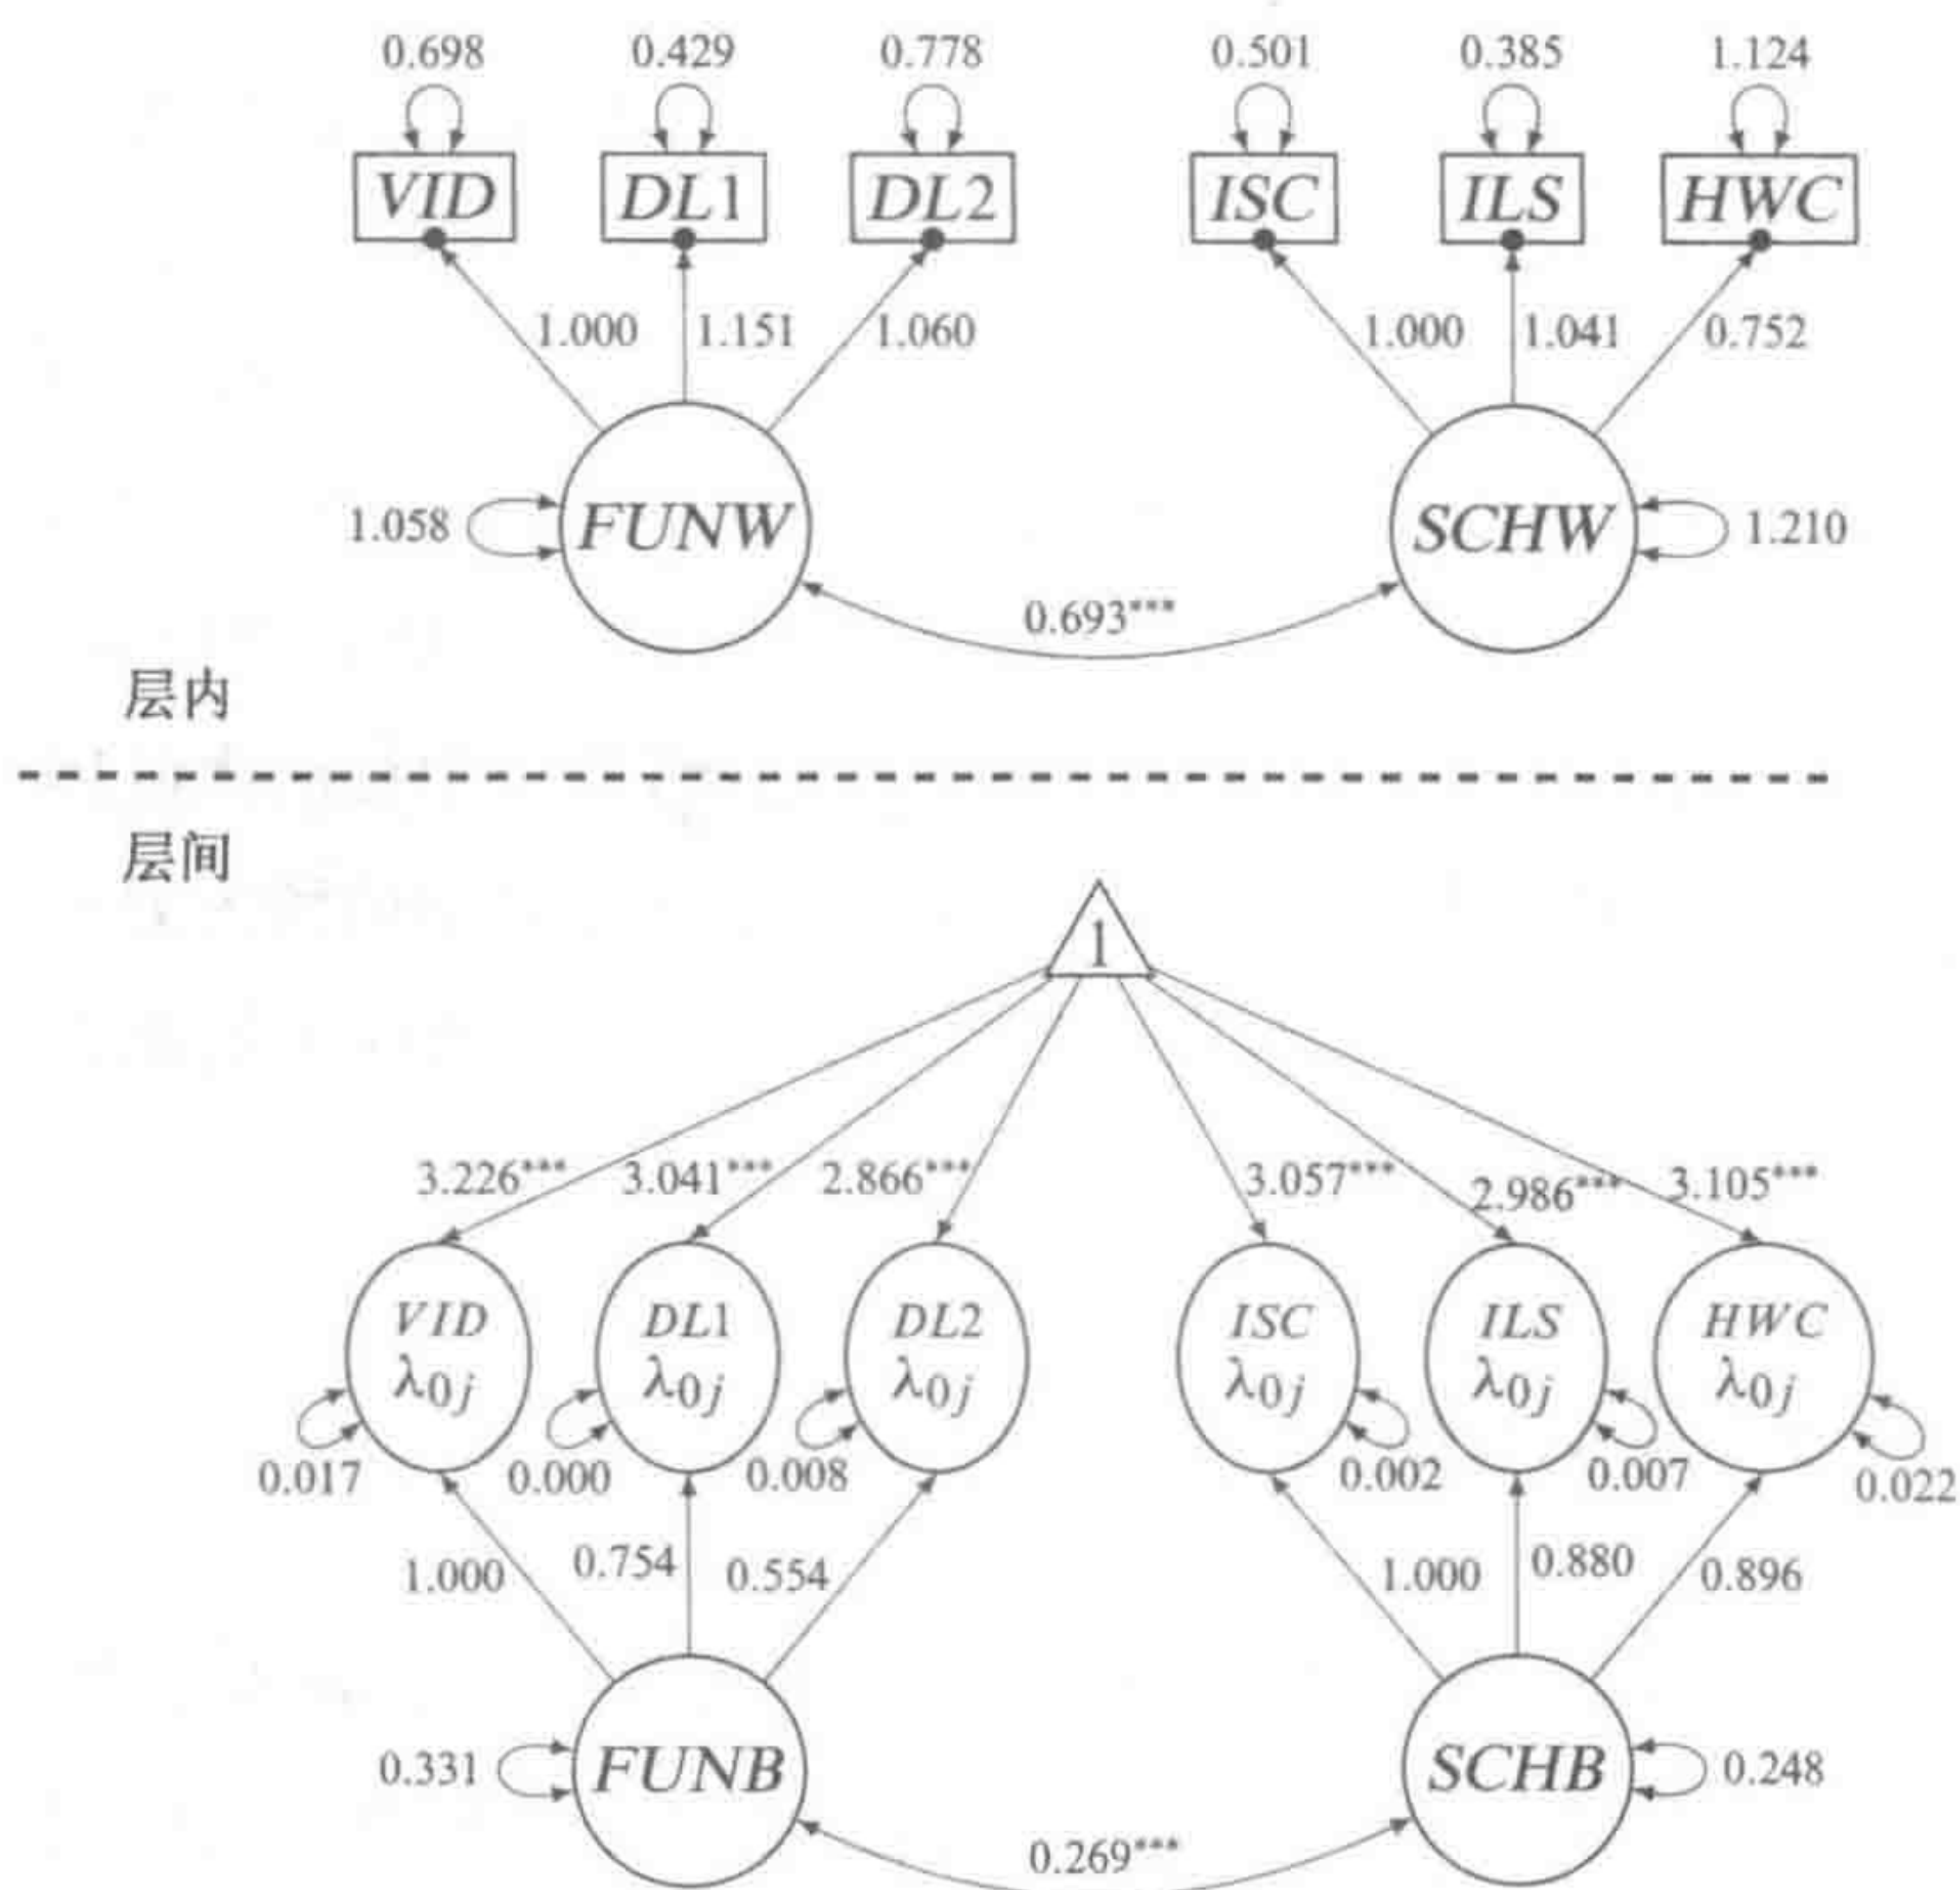 0.698 0.429 0.778 0.501 0.385 1.124
VID DL1 DL2 ISC ILS HWC
1.000 1.151 1.060 1.000 1.041 0.752
1.058 FUNW SCHW 1.210
0.693***
层内
层间
1
3.226*** 3.041*** 2.866*** 3.057*** 2.986*** 3.105***
VID DL1 DL2 ISC ILS HWC
λ0j λ0j λ0j λ0j λ0j λ0j
0.017 0.000 0.008 0.002 0.007 0.022
1.000 0.754 0.554 1.000 0.880 0.896
0.331 FUNB SCHB 0.248
0.269***